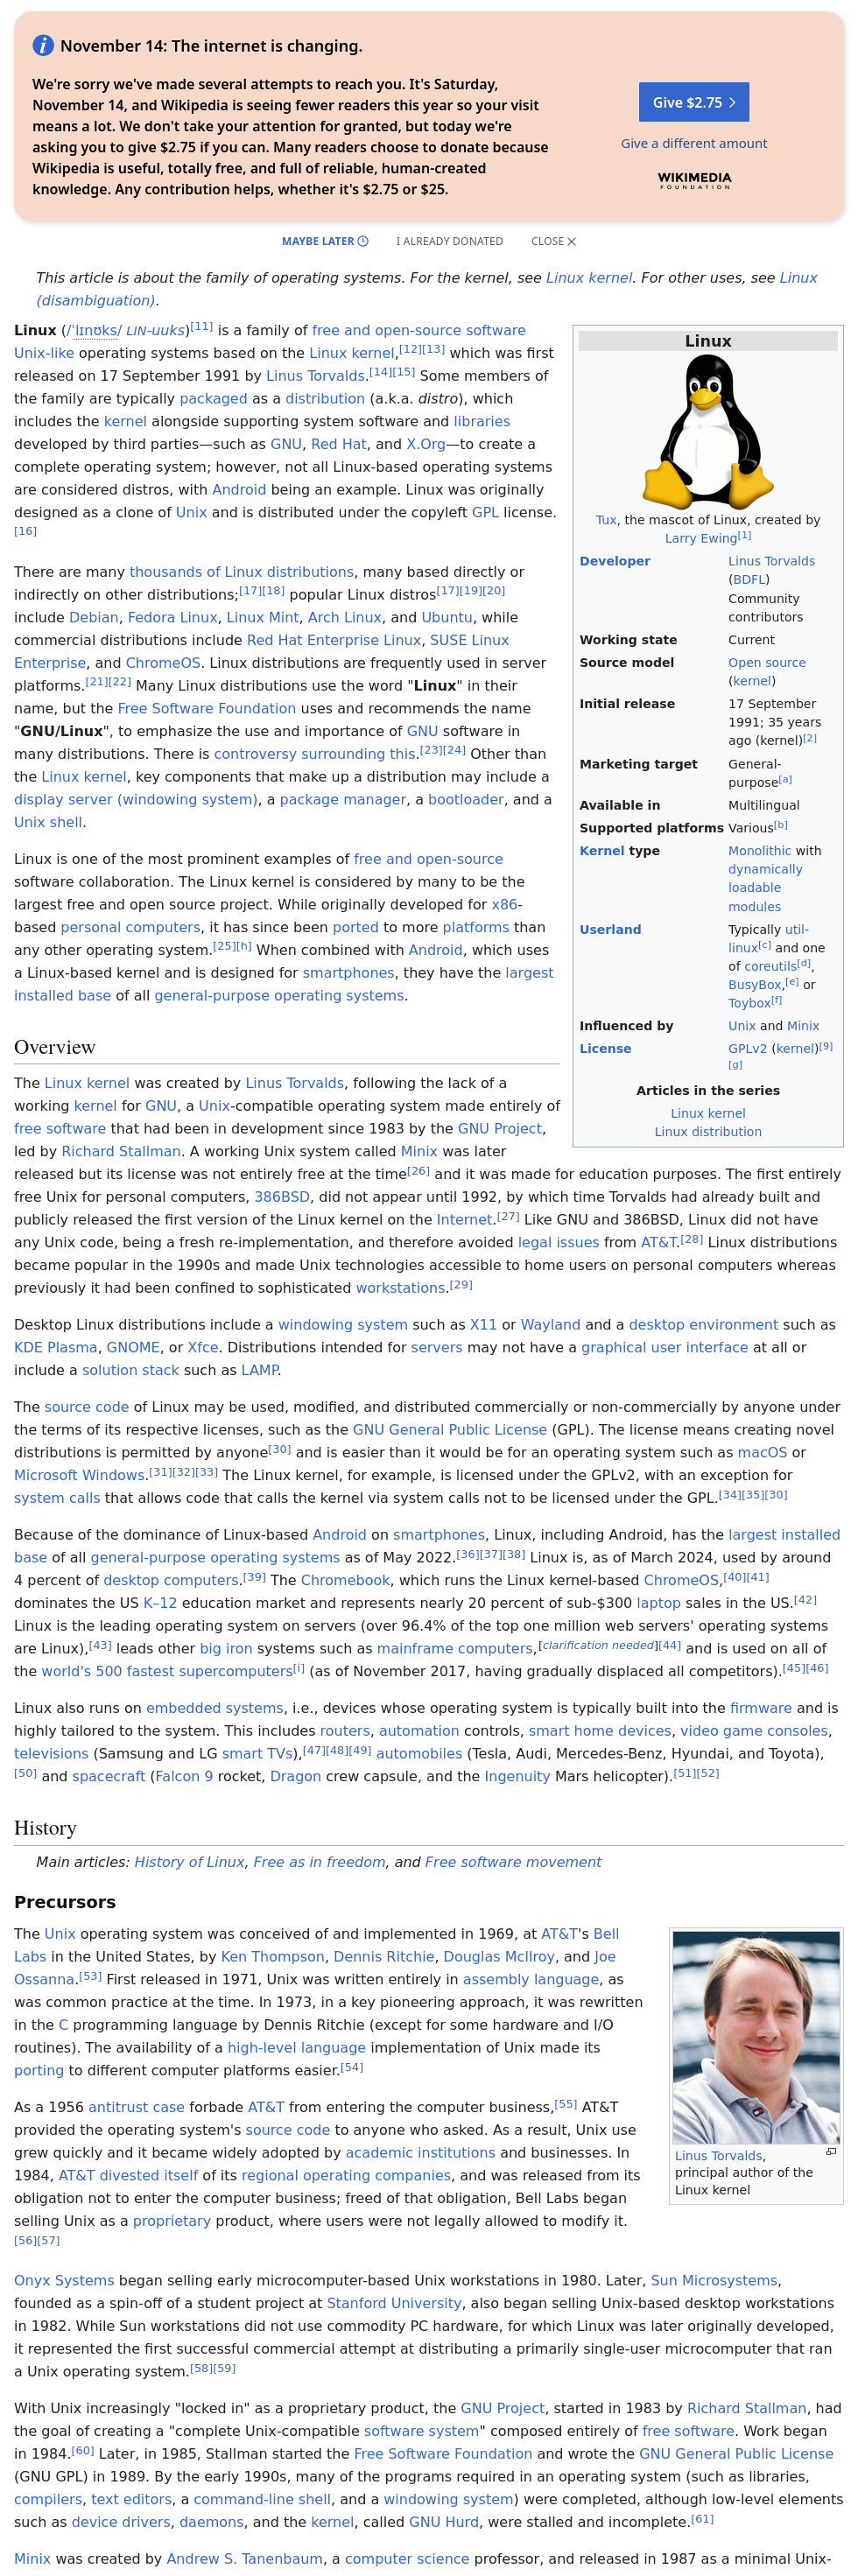 November 14: The internet is changing.
We're sorry we've made several attempts to reach you. It's Saturday,
November 14, and Wikipedia is seeing fewer readers this year so your visit
means a lot. We don't take your attention for granted, but today we're
asking you to give $2.75 if you can. Many readers choose to donate because
Wikipedia is useful, totally free, and full of reliable, human-created
knowledge. Any contribution helps, whether it's $2.75 or $25.
Give $2.75
Give a different amount
WIKIMEDIA
FOUNDATION
MAYBE LATER
I ALREADY DONATED
CLOSE
This article is about the family of operating systems. For the kernel, see Linux kernel. For other uses, see Linux
(disambiguation).
Linux (/ˈlɪnʊks/ LIN-uuks)[11] is a family of free and open-source software
Unix-like operating systems based on the Linux kernel,[12][13] which was first
released on 17 September 1991 by Linus Torvalds.[14][15] Some members of
the family are typically packaged as a distribution (a.k.a. distro), which
includes the kernel alongside supporting system software and libraries
developed by third parties—such as GNU, Red Hat, and X.Org—to create a
complete operating system; however, not all Linux-based operating systems
are considered distros, with Android being an example. Linux was originally
designed as a clone of Unix and is distributed under the copyleft GPL license.
[16]
There are many thousands of Linux distributions, many based directly or
indirectly on other distributions;[17][18] popular Linux distros[17][19][20]
include Debian, Fedora Linux, Linux Mint, Arch Linux, and Ubuntu, while
commercial distributions include Red Hat Enterprise Linux, SUSE Linux
Enterprise, and ChromeOS. Linux distributions are frequently used in server
platforms.[21][22] Many Linux distributions use the word "Linux" in their
name, but the Free Software Foundation uses and recommends the name
"GNU/Linux", to emphasize the use and importance of GNU software in
many distributions. There is controversy surrounding this.[23][24] Other than
the Linux kernel, key components that make up a distribution may include a
display server (windowing system), a package manager, a bootloader, and a
Unix shell.
Linux is one of the most prominent examples of free and open-source
software collaboration. The Linux kernel is considered by many to be the
largest free and open source project. While originally developed for x86-
based personal computers, it has since been ported to more platforms than
any other operating system.[25][h] When combined with Android, which uses
a Linux-based kernel and is designed for smartphones, they have the largest
installed base of all general-purpose operating systems.
Linux
Tux, the mascot of Linux, created by
Larry Ewing[1]
Developer Linus Torvalds
(BDFL)
Community
contributors
Working state Current
Source model Open source
(kernel)
Initial release 17 September
1991; 35 years
ago (kernel)[2]
Marketing target General-
purpose[a]
Available in Multilingual
Supported platforms Various[b]
Kernel type Monolithic with
dynamically
loadable
modules
Userland Typically util-
linux[c] and one
of coreutils[d],
BusyBox,[e] or
Toybox[f]
Influenced by Unix and Minix
License GPLv2 (kernel)[9]
[g]
Articles in the series
Linux kernel
Linux distribution
Overview
The Linux kernel was created by Linus Torvalds, following the lack of a
working kernel for GNU, a Unix-compatible operating system made entirely of
free software that had been in development since 1983 by the GNU Project,
led by Richard Stallman. A working Unix system called Minix was later
released but its license was not entirely free at the time[26] and it was made for education purposes. The first entirely
free Unix for personal computers, 386BSD, did not appear until 1992, by which time Torvalds had already built and
publicly released the first version of the Linux kernel on the Internet.[27] Like GNU and 386BSD, Linux did not have
any Unix code, being a fresh re-implementation, and therefore avoided legal issues from AT&T.[28] Linux distributions
became popular in the 1990s and made Unix technologies accessible to home users on personal computers whereas
previously it had been confined to sophisticated workstations.[29]
Desktop Linux distributions include a windowing system such as X11 or Wayland and a desktop environment such as
KDE Plasma, GNOME, or Xfce. Distributions intended for servers may not have a graphical user interface at all or
include a solution stack such as LAMP.
The source code of Linux may be used, modified, and distributed commercially or non-commercially by anyone under
the terms of its respective licenses, such as the GNU General Public License (GPL). The license means creating novel
distributions is permitted by anyone[30] and is easier than it would be for an operating system such as macOS or
Microsoft Windows.[31][32][33] The Linux kernel, for example, is licensed under the GPLv2, with an exception for
system calls that allows code that calls the kernel via system calls not to be licensed under the GPL.[34][35][30]
Because of the dominance of Linux-based Android on smartphones, Linux, including Android, has the largest installed
base of all general-purpose operating systems as of May 2022.[36][37][38] Linux is, as of March 2024, used by around
4 percent of desktop computers.[39] The Chromebook, which runs the Linux kernel-based ChromeOS,[40][41]
dominates the US K–12 education market and represents nearly 20 percent of sub-$300 laptop sales in the US.[42]
Linux is the leading operating system on servers (over 96.4% of the top one million web servers' operating systems
are Linux),[43] leads other big iron systems such as mainframe computers,[clarification needed][44] and is used on all of
the world's 500 fastest supercomputers[i] (as of November 2017, having gradually displaced all competitors).[45][46]
Linux also runs on embedded systems, i.e., devices whose operating system is typically built into the firmware and is
highly tailored to the system. This includes routers, automation controls, smart home devices, video game consoles,
televisions (Samsung and LG smart TVs),[47][48][49] automobiles (Tesla, Audi, Mercedes-Benz, Hyundai, and Toyota),
[50] and spacecraft (Falcon 9 rocket, Dragon crew capsule, and the Ingenuity Mars helicopter).[51][52]
History
Main articles: History of Linux, Free as in freedom, and Free software movement
Precursors
The Unix operating system was conceived of and implemented in 1969, at AT&T's Bell
Labs in the United States, by Ken Thompson, Dennis Ritchie, Douglas McIlroy, and Joe
Ossanna.[53] First released in 1971, Unix was written entirely in assembly language, as
was common practice at the time. In 1973, in a key pioneering approach, it was rewritten
in the C programming language by Dennis Ritchie (except for some hardware and I/O
routines). The availability of a high-level language implementation of Unix made its
porting to different computer platforms easier.[54]
As a 1956 antitrust case forbade AT&T from entering the computer business,[55] AT&T
provided the operating system's source code to anyone who asked. As a result, Unix use
grew quickly and it became widely adopted by academic institutions and businesses. In
1984, AT&T divested itself of its regional operating companies, and was released from its
obligation not to enter the computer business; freed of that obligation, Bell Labs began
selling Unix as a proprietary product, where users were not legally allowed to modify it.
[56][57]
Linus Torvalds,
principal author of the
Linux kernel
Onyx Systems began selling early microcomputer-based Unix workstations in 1980. Later, Sun Microsystems,
founded as a spin-off of a student project at Stanford University, also began selling Unix-based desktop workstations
in 1982. While Sun workstations did not use commodity PC hardware, for which Linux was later originally developed,
it represented the first successful commercial attempt at distributing a primarily single-user microcomputer that ran
a Unix operating system.[58][59]
With Unix increasingly "locked in" as a proprietary product, the GNU Project, started in 1983 by Richard Stallman, had
the goal of creating a "complete Unix-compatible software system" composed entirely of free software. Work began
in 1984.[60] Later, in 1985, Stallman started the Free Software Foundation and wrote the GNU General Public License
(GNU GPL) in 1989. By the early 1990s, many of the programs required in an operating system (such as libraries,
compilers, text editors, a command-line shell, and a windowing system) were completed, although low-level elements
such as device drivers, daemons, and the kernel, called GNU Hurd, were stalled and incomplete.[61]
Minix was created by Andrew S. Tanenbaum, a computer science professor, and released in 1987 as a minimal Unix-